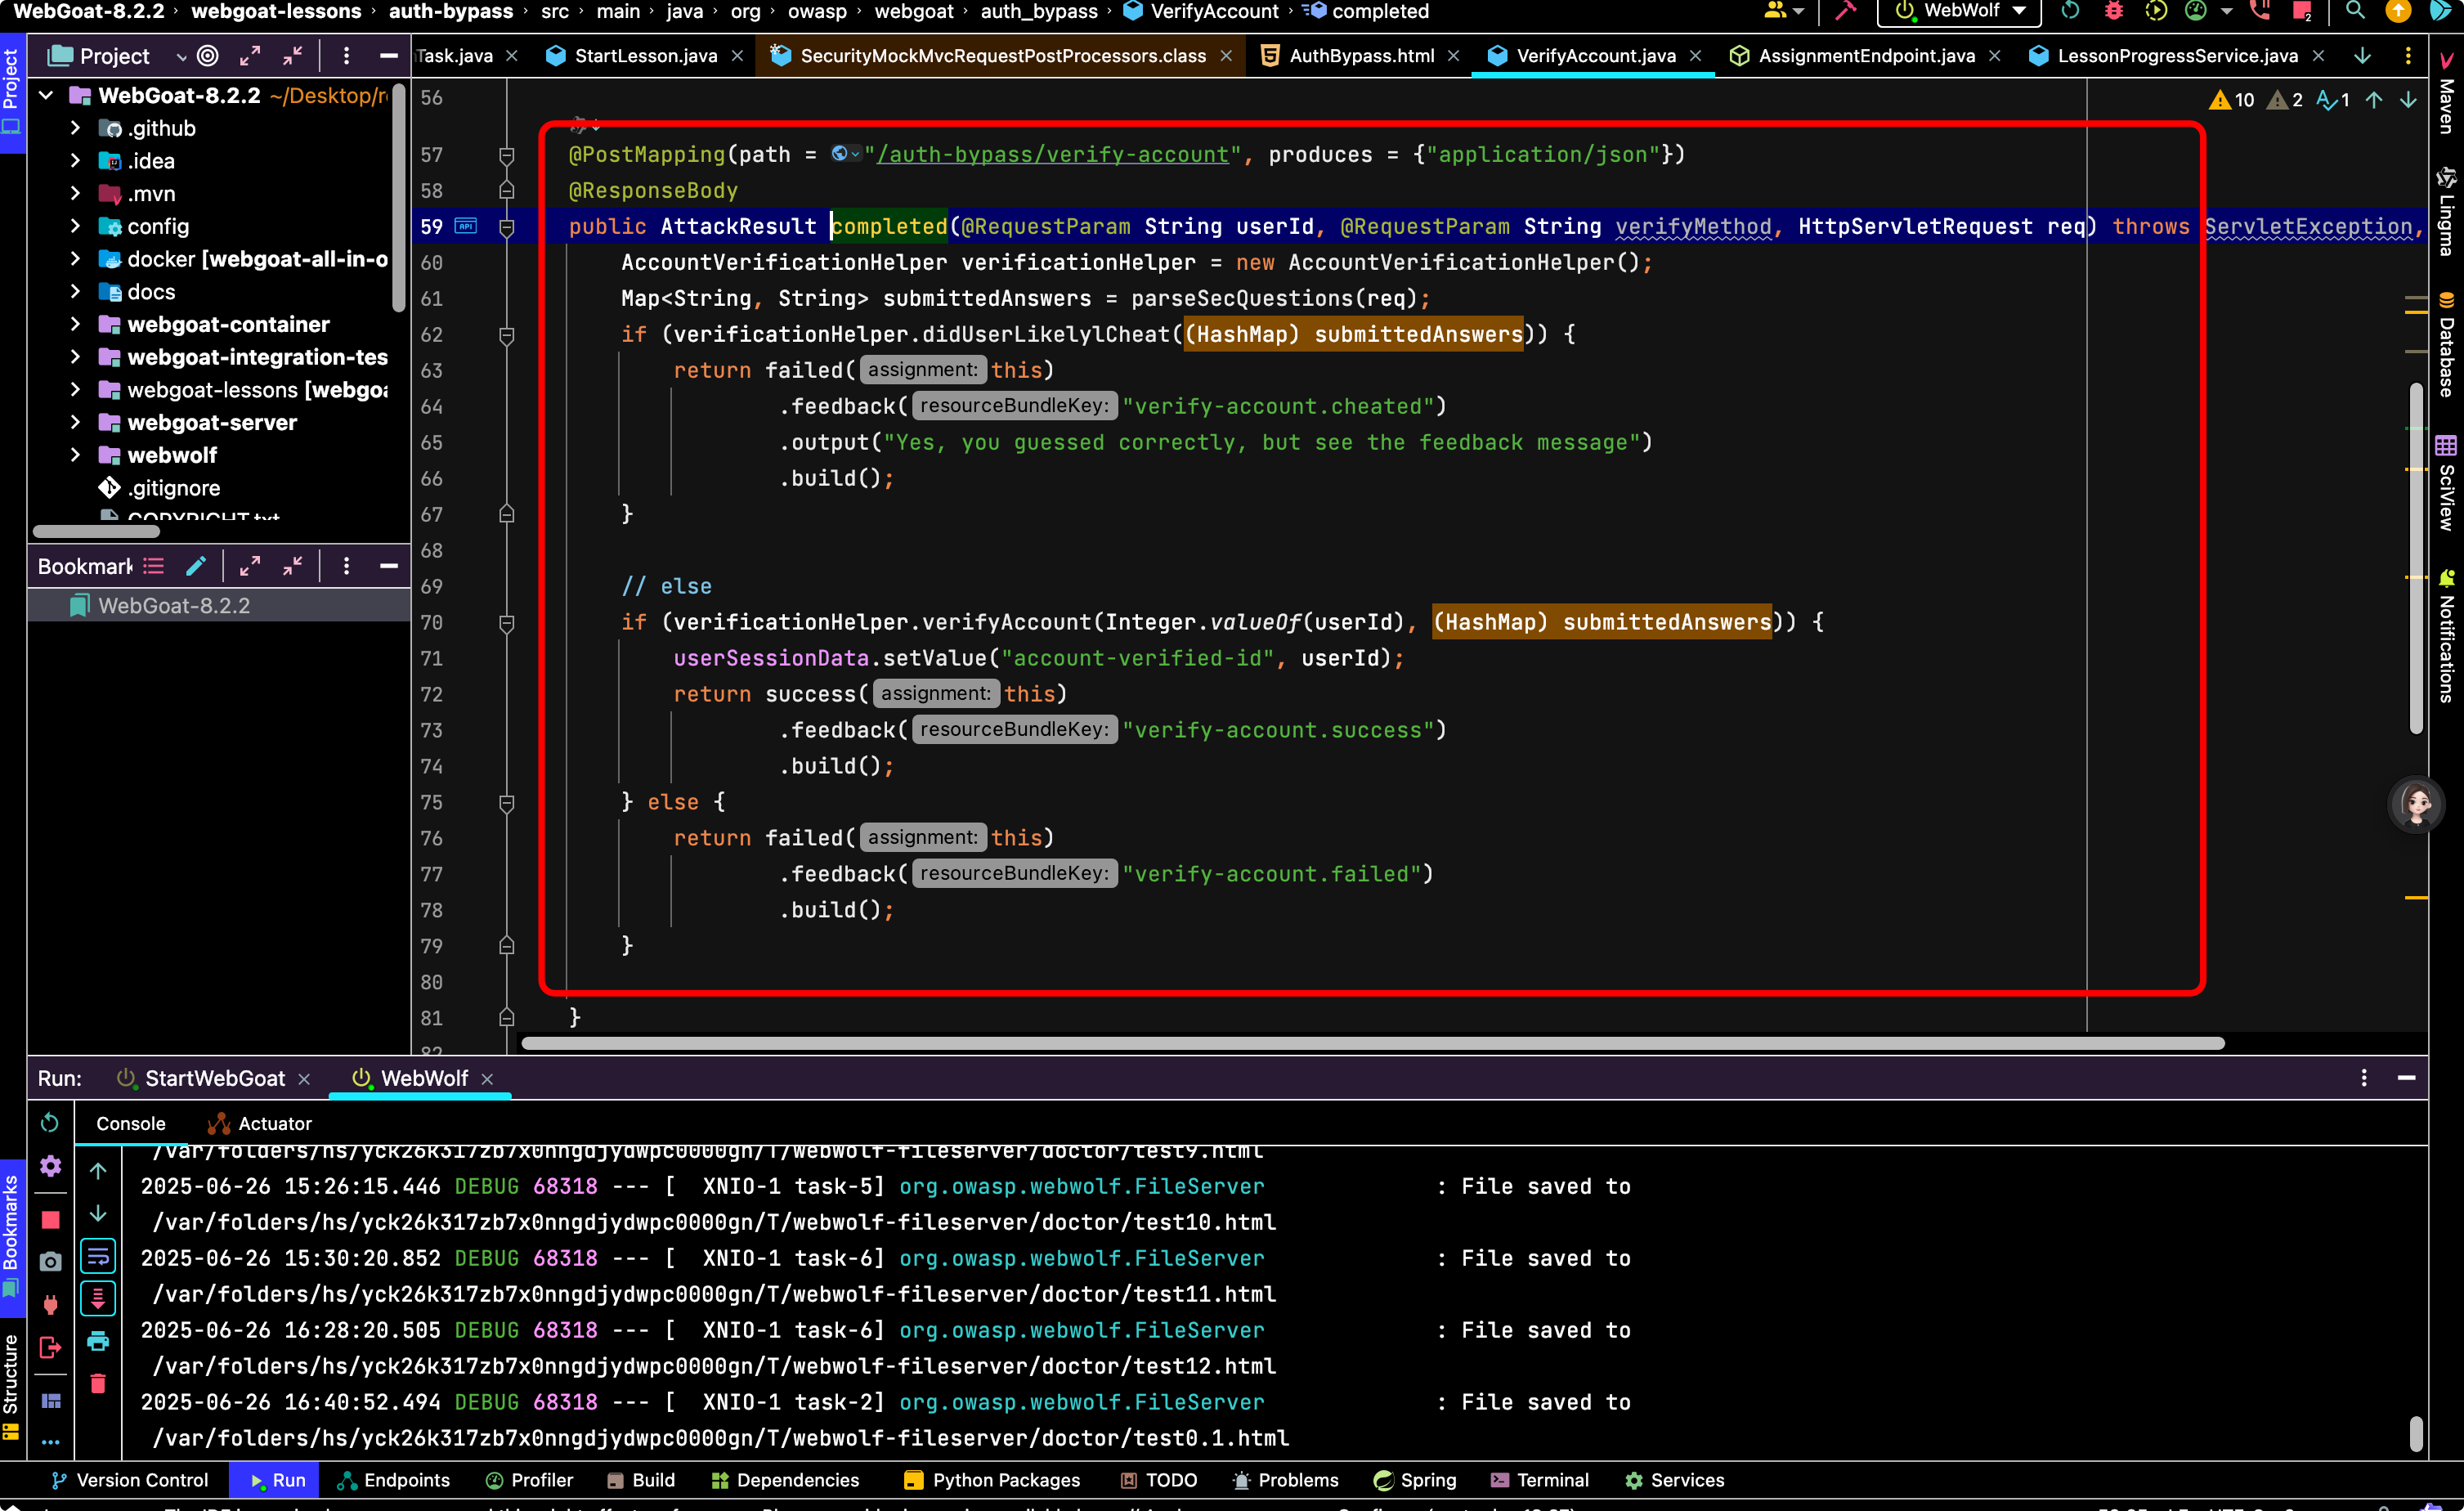 WebGoat-8.2.2 › webgoat-lessons › auth-bypass › src › main › java › org › owasp › webgoat › auth_bypass › VerifyAccount › completed
WebWolf
2
Project
Task.java
StartLesson.java
SecurityMockMvcRequestPostProcessors.class
AuthBypass.html
VerifyAccount.java
AssignmentEndpoint.java
LessonProgressService.java
Project
WebGoat-8.2.2 ~/Desktop/
.github
.idea
.mvn
config
docker [webgoat-all-in-o
docs
webgoat-container
webgoat-integration-tes
webgoat-lessons [webgo
webgoat-server
webwolf
.gitignore
COPYRIGHT.txt
Bookmark
WebGoat-8.2.2
10 2 1
56
57 @PostMapping(path = "/auth-bypass/verify-account", produces = {"application/json"})
58 @ResponseBody
59 API public AttackResult completed(@RequestParam String userId, @RequestParam String verifyMethod, HttpServletRequest req) throws ServletException,
60 AccountVerificationHelper verificationHelper = new AccountVerificationHelper();
61 Map<String, String> submittedAnswers = parseSecQuestions(req);
62 if (verificationHelper.didUserLikelylCheat((HashMap) submittedAnswers)) {
63 return failed( assignment: this)
64 .feedback( resourceBundleKey: "verify-account.cheated")
65 .output("Yes, you guessed correctly, but see the feedback message")
66 .build();
67 }
68
69 // else
70 if (verificationHelper.verifyAccount(Integer.valueOf(userId), (HashMap) submittedAnswers)) {
71 userSessionData.setValue("account-verified-id", userId);
72 return success( assignment: this)
73 .feedback( resourceBundleKey: "verify-account.success")
74 .build();
75 } else {
76 return failed( assignment: this)
77 .feedback( resourceBundleKey: "verify-account.failed")
78 .build();
79 }
80
81 }
82
Maven
Lingma
Database
SciView
Notifications
Run: StartWebGoat WebWolf
Console Actuator
/var/folders/hs/yck26k317zb7x0nngdjydwpc0000gn/T/webwolf-fileserver/doctor/test9.html
2025-06-26 15:26:15.446 DEBUG 68318 --- [  XNIO-1 task-5] org.owasp.webwolf.FileServer : File saved to
/var/folders/hs/yck26k317zb7x0nngdjydwpc0000gn/T/webwolf-fileserver/doctor/test10.html
2025-06-26 15:30:20.852 DEBUG 68318 --- [  XNIO-1 task-6] org.owasp.webwolf.FileServer : File saved to
/var/folders/hs/yck26k317zb7x0nngdjydwpc0000gn/T/webwolf-fileserver/doctor/test11.html
2025-06-26 16:28:20.505 DEBUG 68318 --- [  XNIO-1 task-6] org.owasp.webwolf.FileServer : File saved to
/var/folders/hs/yck26k317zb7x0nngdjydwpc0000gn/T/webwolf-fileserver/doctor/test12.html
2025-06-26 16:40:52.494 DEBUG 68318 --- [  XNIO-1 task-2] org.owasp.webwolf.FileServer : File saved to
/var/folders/hs/yck26k317zb7x0nngdjydwpc0000gn/T/webwolf-fileserver/doctor/test0.1.html
Bookmarks
Structure
Version Control Run Endpoints Profiler Build Dependencies Python Packages TODO Problems Spring Terminal Services